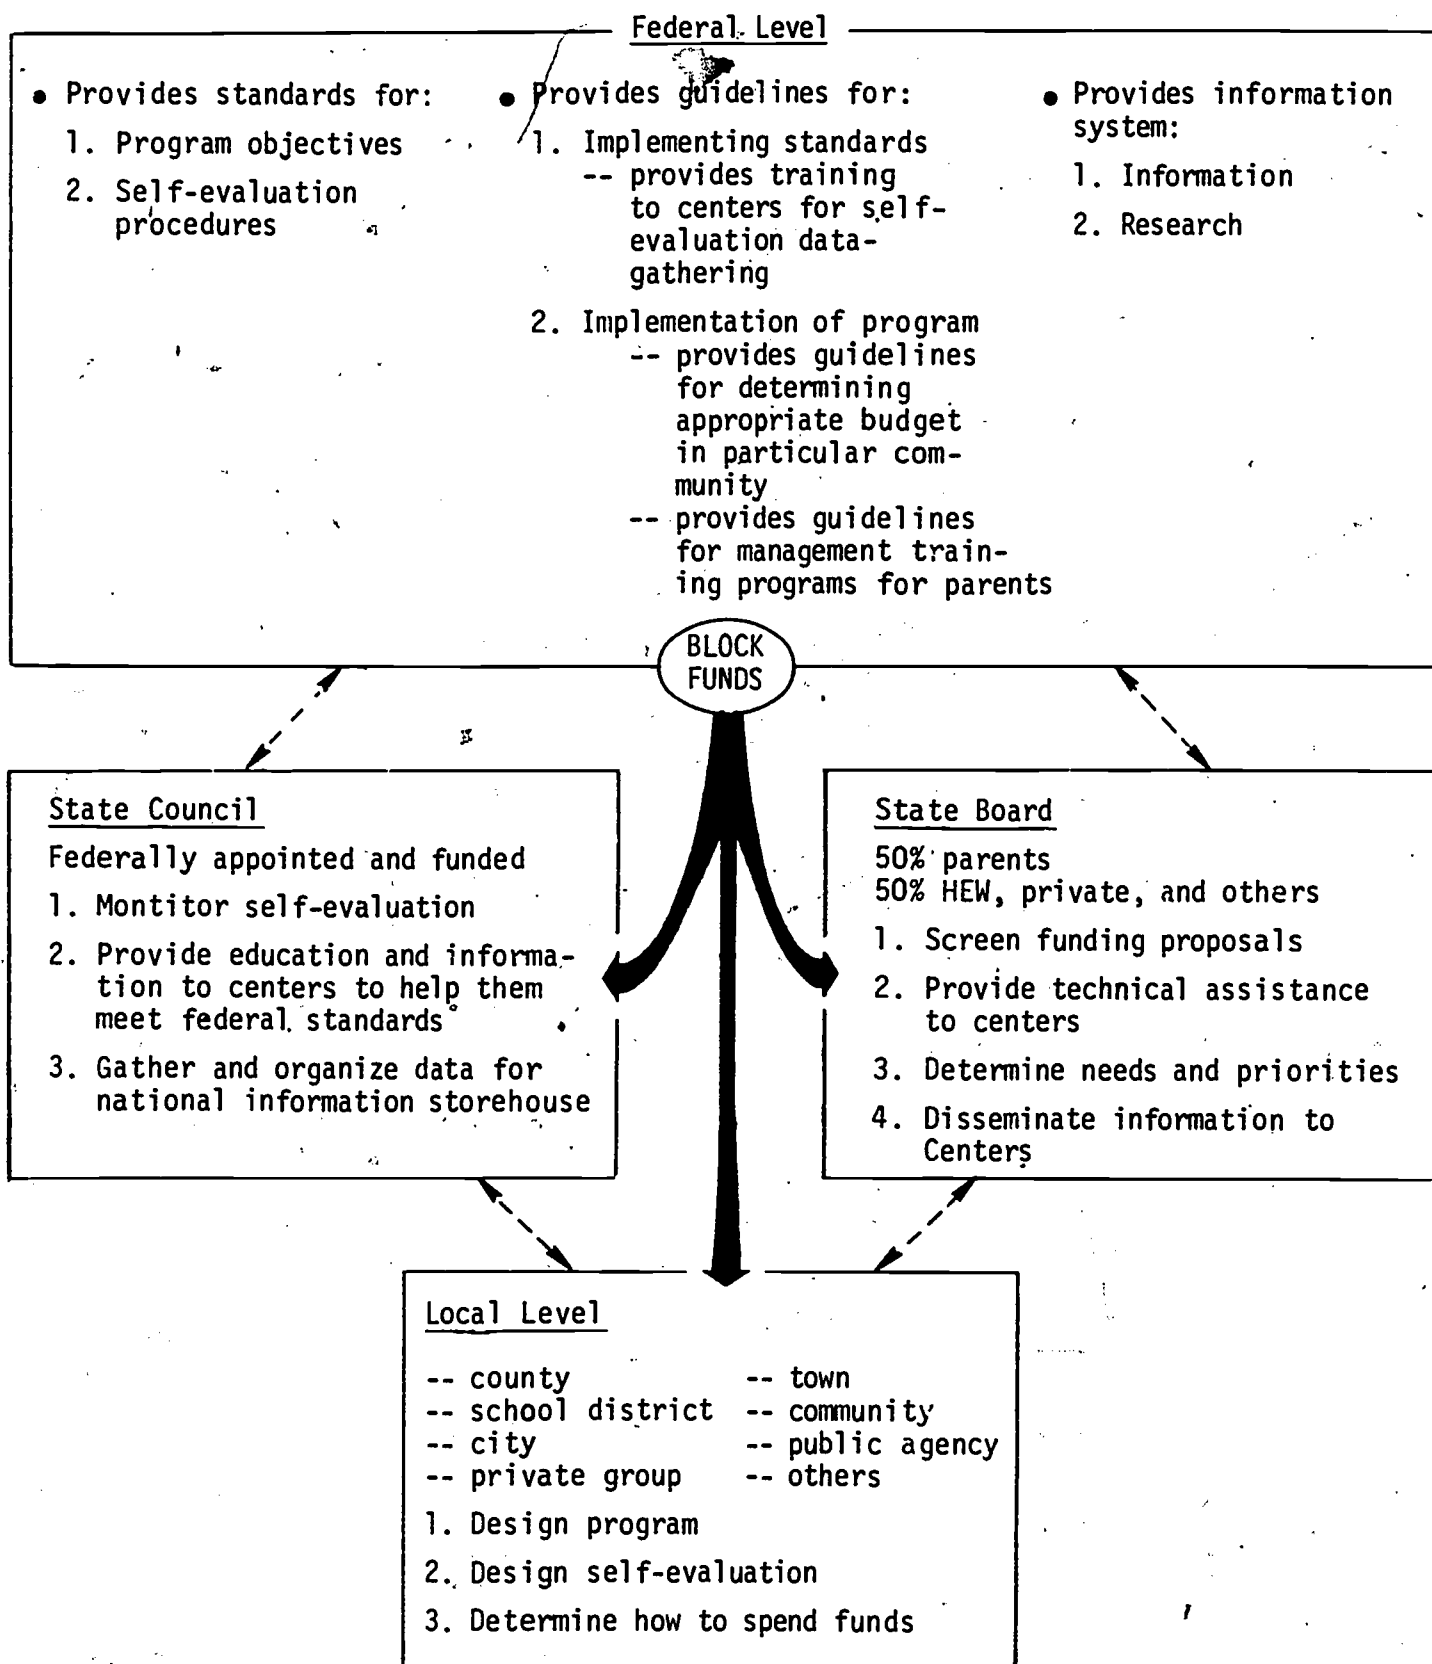 Federal Level
• Provides standards for:
1. Program objectives
2. Self-evaluation
procedures
• Provides guidelines for:
1. Implementing standards
-- provides training
to centers for self-
evaluation data-
gathering
2. Implementation of program
-- provides guidelines
for determining
appropriate budget
in particular com-
munity
-- provides guidelines
for management train-
ing programs for parents
• Provides information
system:
1. Information
2. Research
BLOCK
FUNDS
State Council
Federally appointed and funded
1. Montitor self-evaluation
2. Provide education and informa-
tion to centers to help them
meet federal standards
3. Gather and organize data for
national information storehouse
State Board
50% parents
50% HEW, private, and others
1. Screen funding proposals
2. Provide technical assistance
to centers
3. Determine needs and priorities
4. Disseminate information to
Centers
Local Level
-- county
-- school district
-- city
-- private group
-- town
-- community
-- public agency
-- others
1. Design program
2. Design self-evaluation
3. Determine how to spend funds